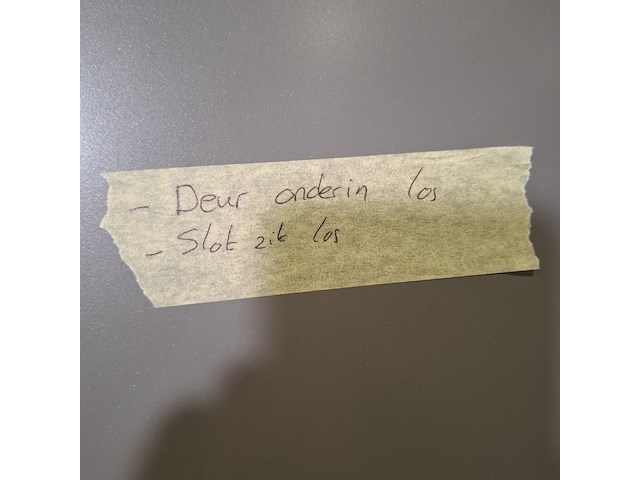 - Deur onderin los
- Slot zit los